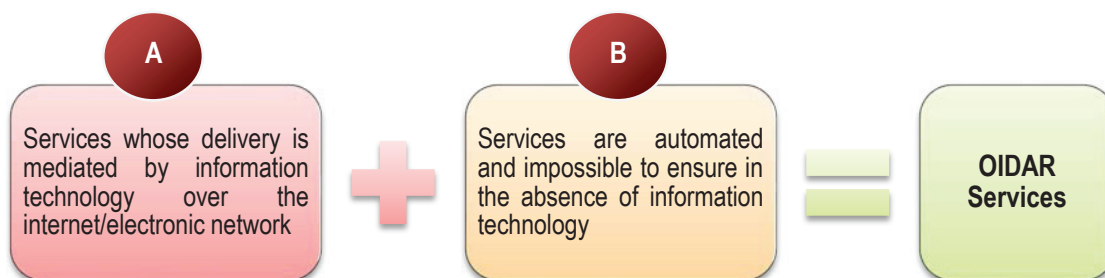 A
Services whose delivery is
mediated by information
technology over the
internet/electronic network
B
Services are automated
and impossible to ensure in
the absence of information
technology
OIDAR
Services